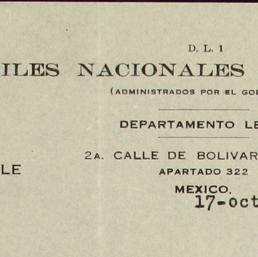 D. L. 1
ILES NACIONALES
(ADMINISTRADOS POR EL GOB
DEPARTAMENTO LE
2A. CALLE DE BOLIVAR
LE
APARTADO 322
MEXICO,
17-oct